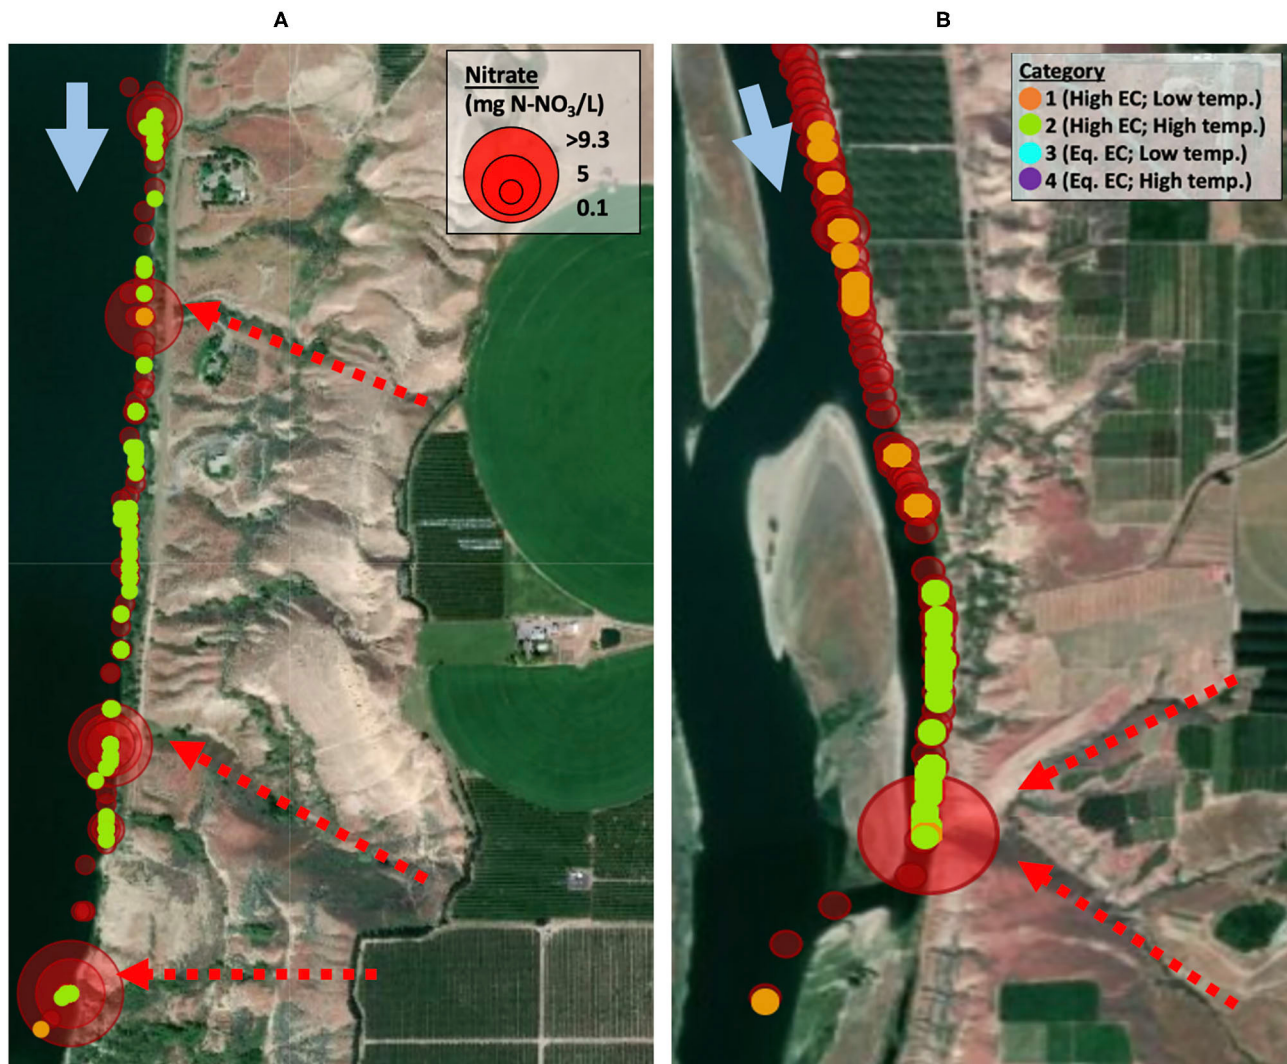 A
B
Nitrate
(mg N-NO₃/L)
>9.3
5
0.1
Category
1 (High EC; Low temp.)
2 (High EC; High temp.)
3 (Eq. EC; Low temp.)
4 (Eq. EC; High temp.)